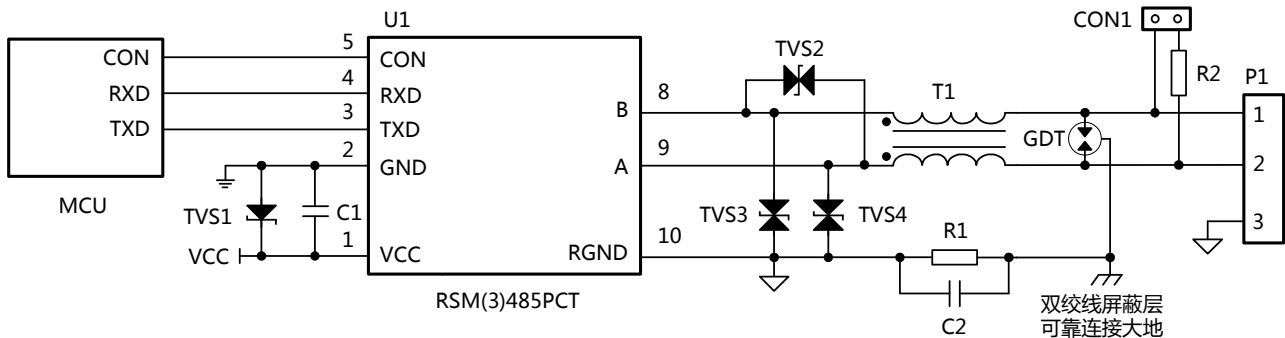 U1
CON1
MCU
CON
RXD
TXD
5
4
3
2
1
CON
RXD
TXD
GND
VCC
B
A
RGND
8
9
10
TVS1
C1
VCC
RSM(3)485PCT
TVS2
TVS3
TVS4
T1
GDT
R2
P1
1
2
3
R1
C2
双绞线屏蔽层
可靠连接大地